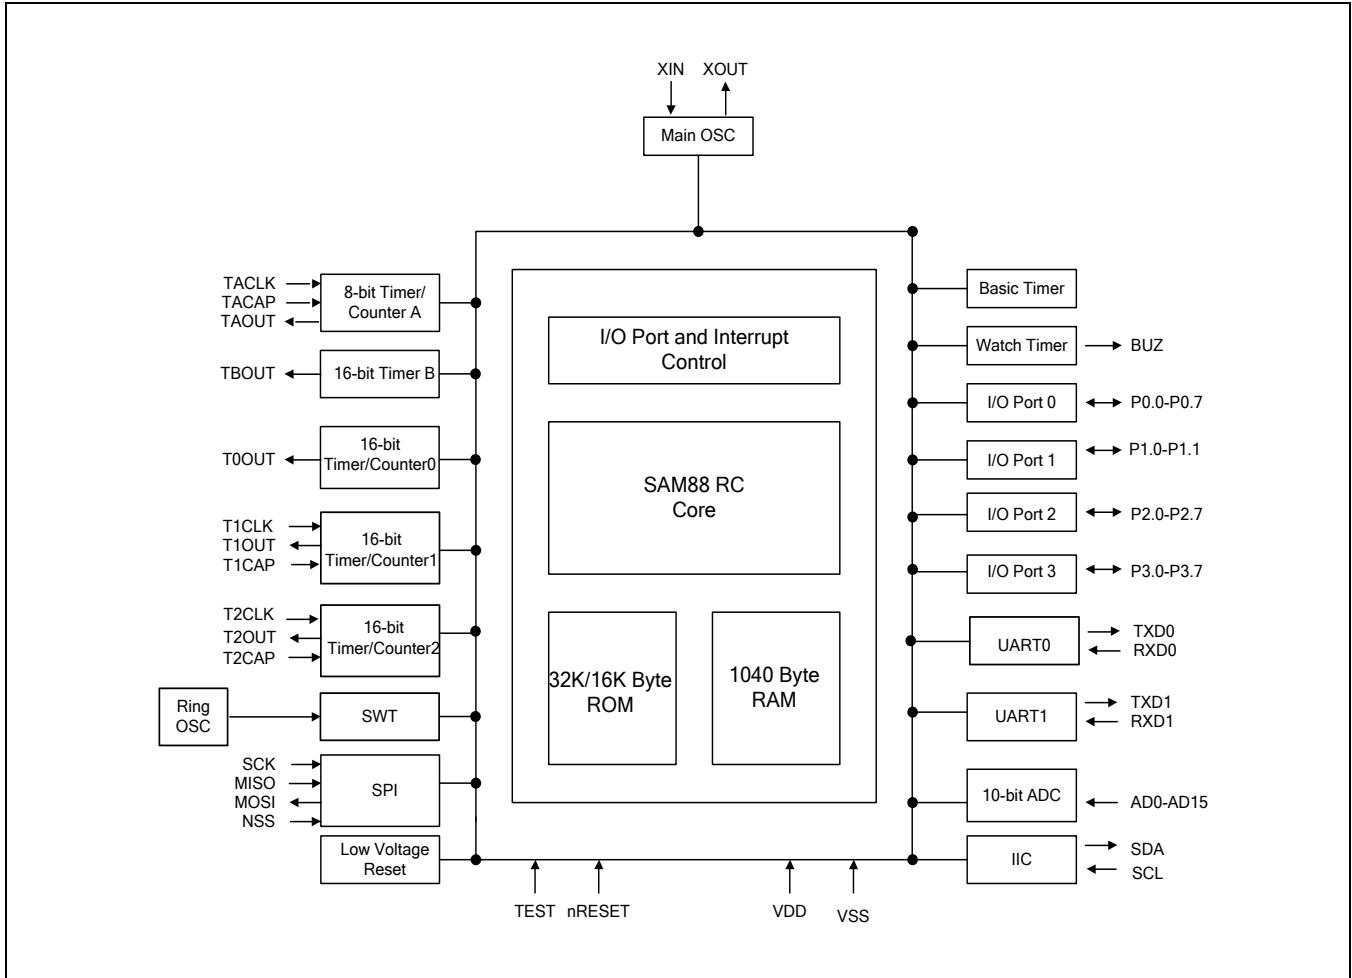 XIN XOUT
Main OSC
TACLK
TACAP
TAOUT
8-bit Timer/
Counter A
TBOUT
16-bit Timer B
T0OUT
16-bit
Timer/Counter0
T1CLK
T1OUT
T1CAP
16-bit
Timer/Counter1
T2CLK
T2OUT
T2CAP
16-bit
Timer/Counter2
Ring
OSC
SWT
SCK
MISO
MOSI
NSS
SPI
Low Voltage
Reset
I/O Port and Interrupt
Control
SAM88 RC
Core
32K/16K Byte
ROM
1040 Byte
RAM
TEST nRESET VDD VSS
Basic Timer
Watch Timer BUZ
I/O Port 0 P0.0-P0.7
I/O Port 1 P1.0-P1.1
I/O Port 2 P2.0-P2.7
I/O Port 3 P3.0-P3.7
UART0
TXD0
RXD0
UART1
TXD1
RXD1
10-bit ADC AD0-AD15
IIC
SDA
SCL